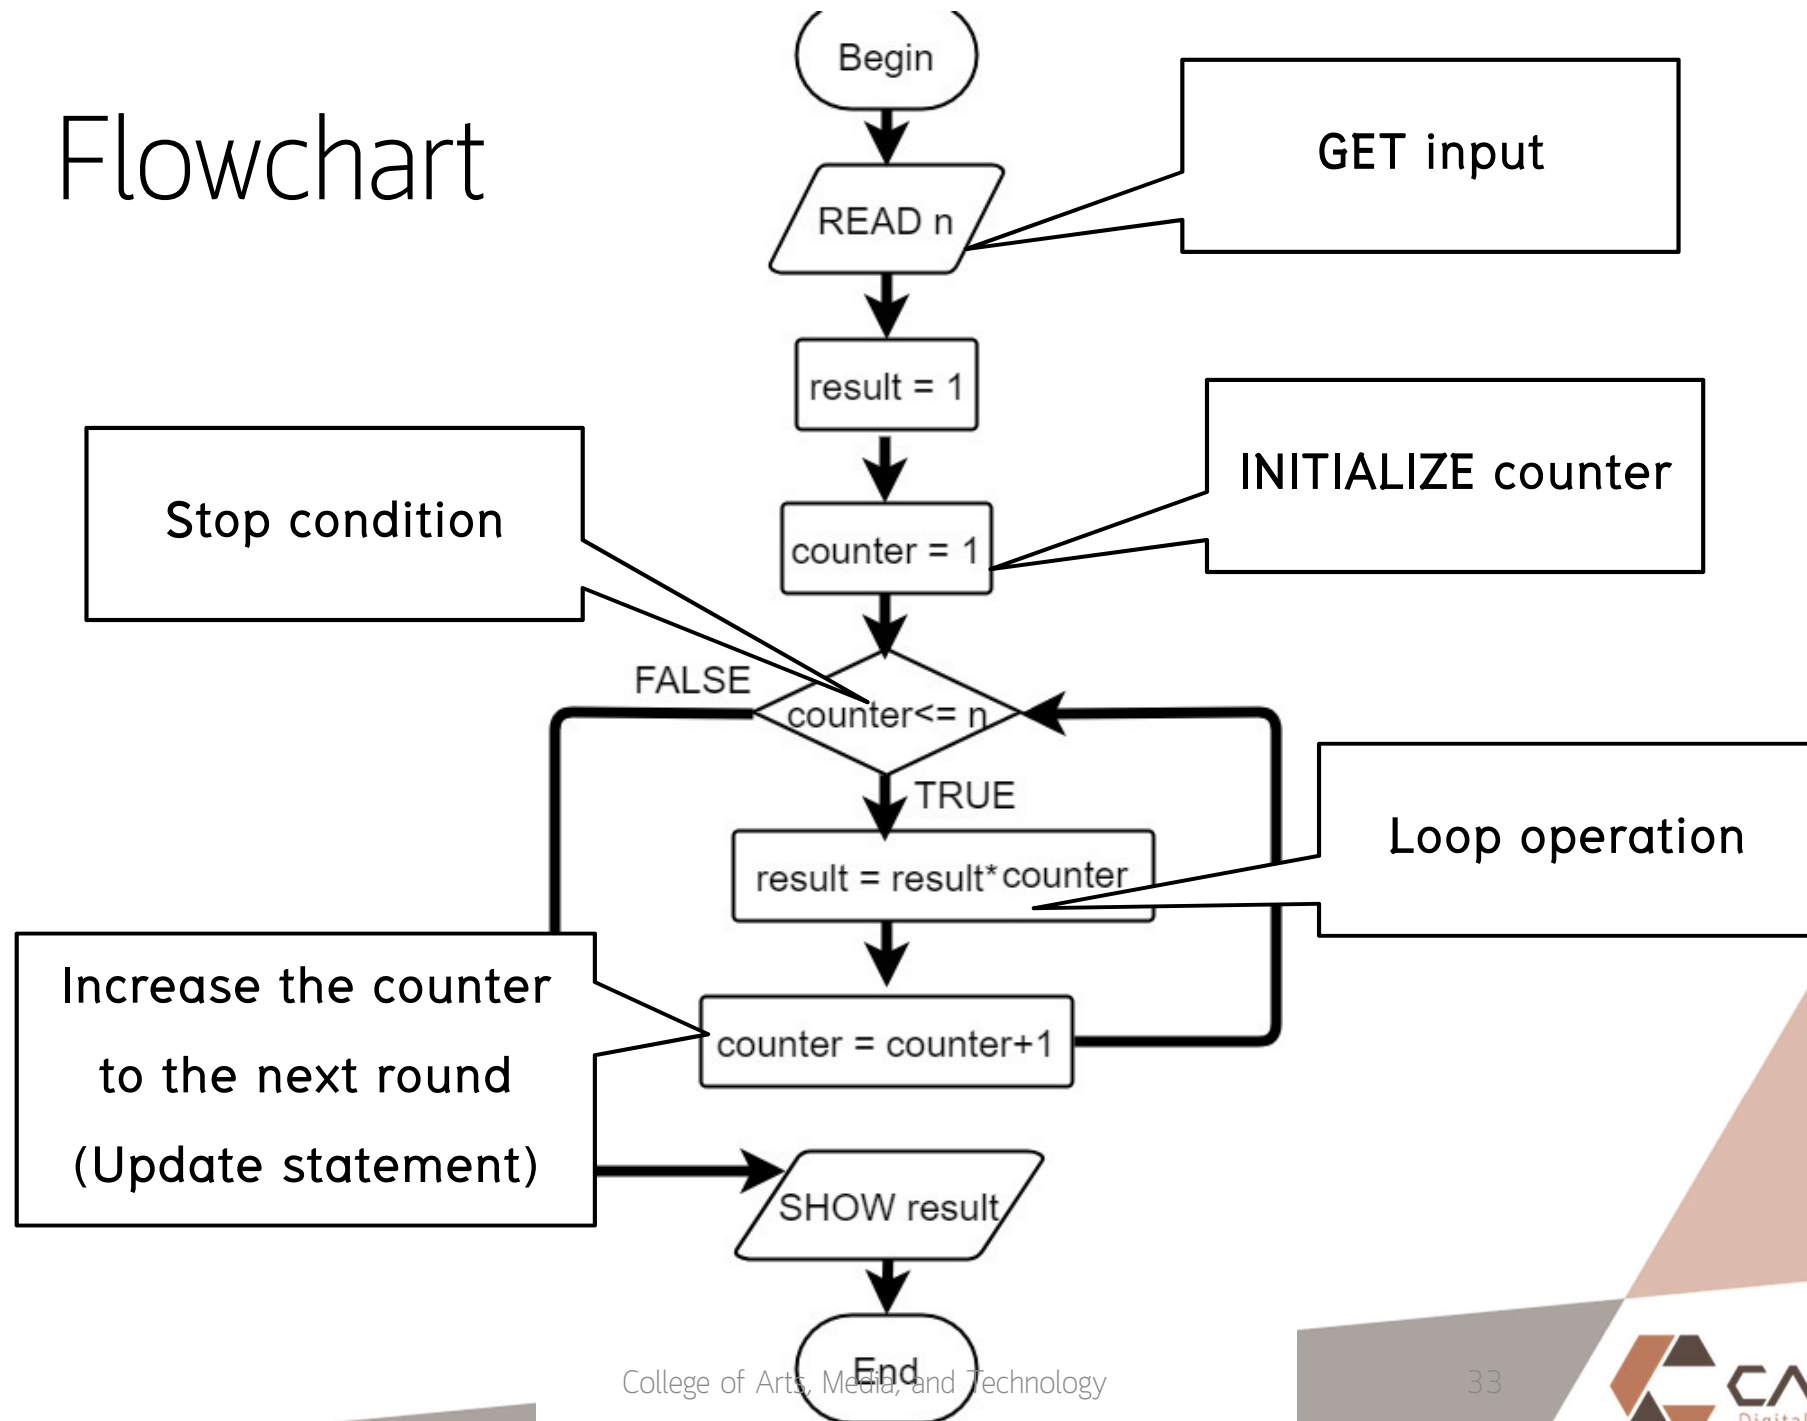 Flowchart
Begin
GET input
READ n
result = 1
INITIALIZE counter
Stop condition
counter = 1
FALSE
counter<= n
TRUE
Loop operation
result = result*counter
Increase the counter
to the next round
(Update statement)
counter = counter+1
SHOW result
End
College of Arts, Media, and Technology
33
CA
Digital